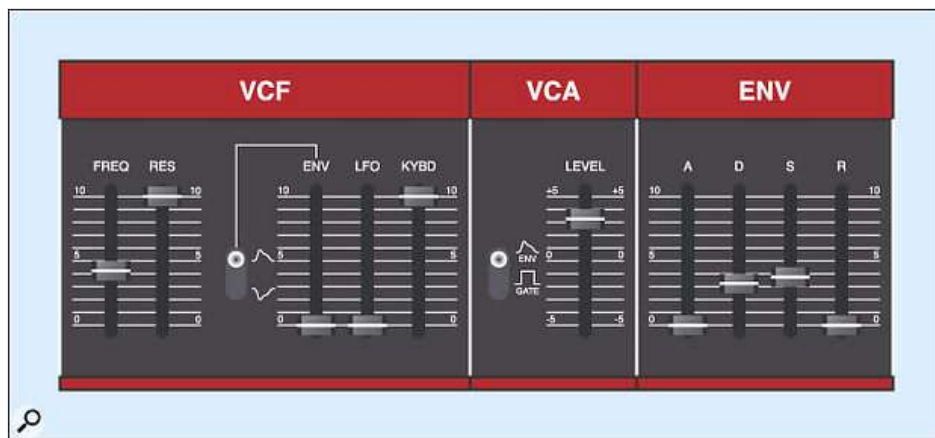 VCF VCA ENV
FREQ RES ENV LFO KYBD LEVEL A D S R
10 10 10 10 +5 +5 10 10
ENV
5 5 5 5 0 0 5 5
GATE
0 0 0 0 -5 -5 0 0